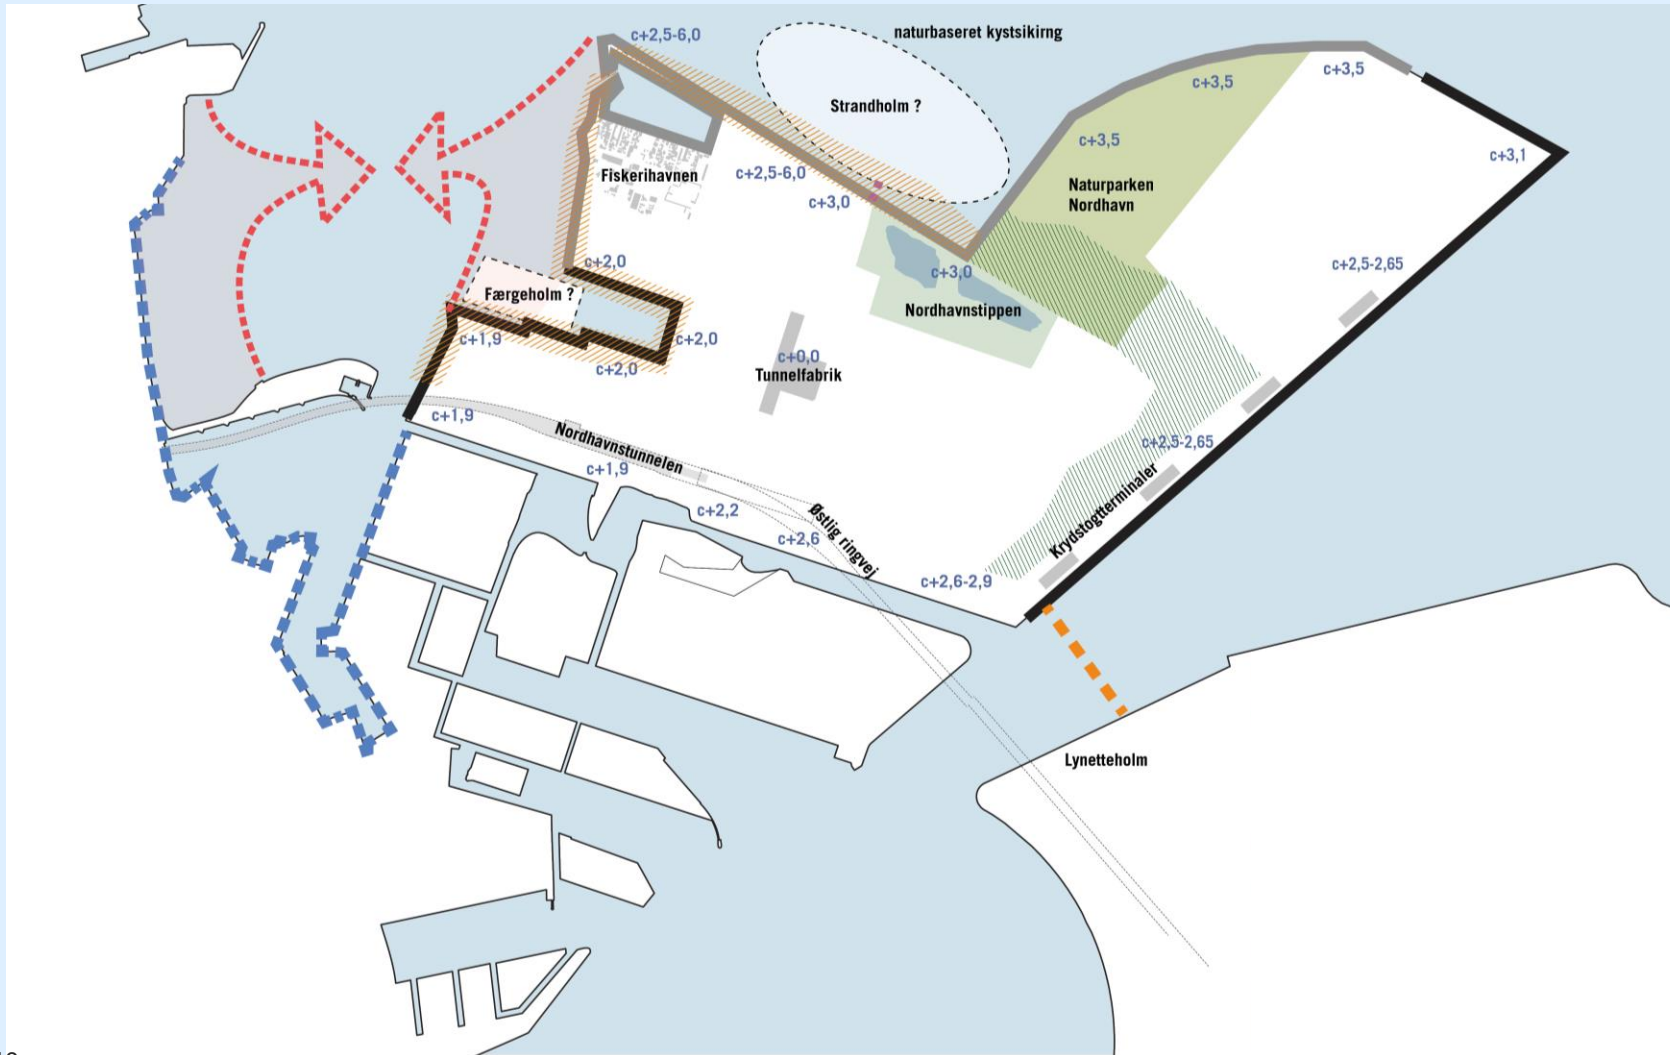 c+2,5-6,0
naturbaseret kystsikirng
c+3,5
c+3,5
Strandholm ?
c+3,5
c+3,1
Fiskerihavnen
c+2,5-6,0
c+3,0
Naturparken
Nordhavn
c+2,0
c+3,0
c+2,5-2,65
Færgeholm ?
Nordhavnstippen
c+1,9
c+2,0
c+2,0
c+0,0
Tunnelfabrik
c+1,9
Nordhavnstunnelen
c+1,9
c+2,5-2,65
c+2,2
Østlig ringvej
c+2,6
Krydstogtterminaler
c+2,6-2,9
Lynetteholm